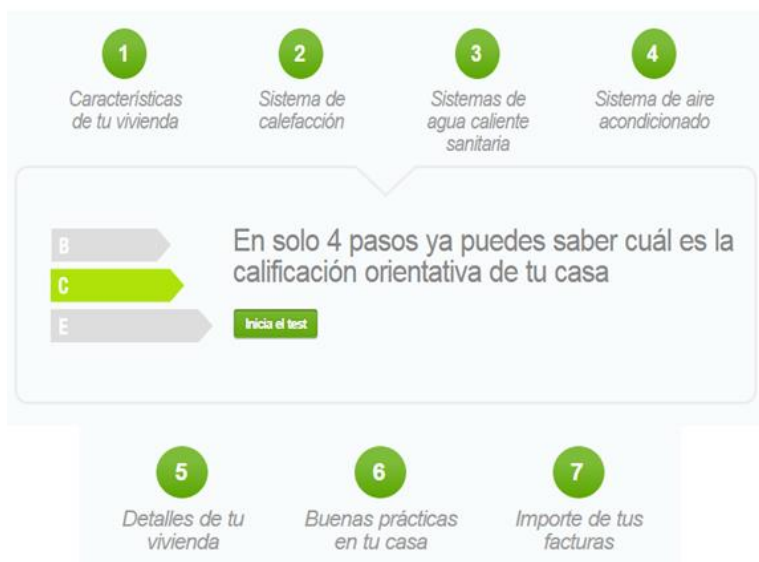 1
Características
de tu vivienda
2
Sistema de
calefacción
3
Sistemas de
agua caliente
sanitaria
4
Sistema de aire
acondicionado
B
C
E
En solo 4 pasos ya puedes saber cuál es la
calificación orientativa de tu casa
Inicia el test
5
Detalles de tu
vivienda
6
Buenas prácticas
en tu casa
7
Importe de tus
facturas